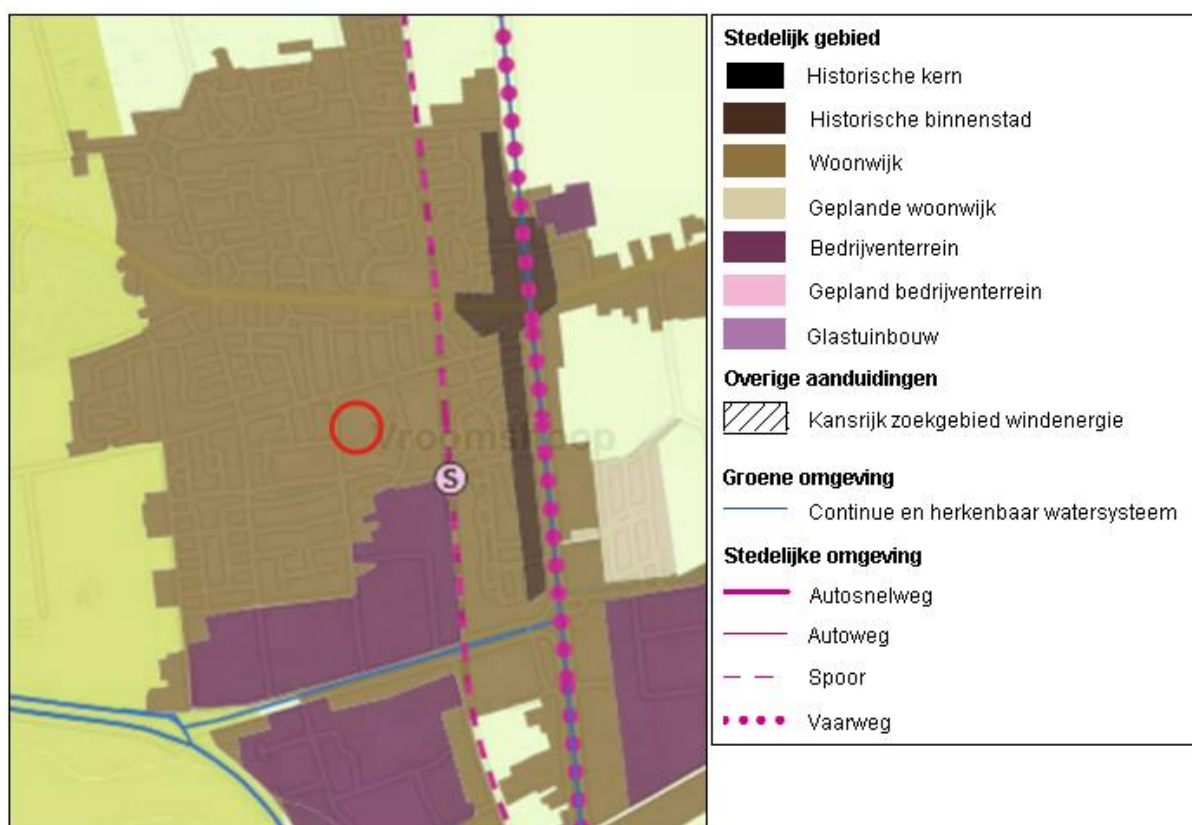 Vroomshoop
S
Stedelijk gebied
Historische kern
Historische binnenstad
Woonwijk
Geplande woonwijk
Bedrijventerrein
Gepland bedrijventerrein
Glastuinbouw
Overige aanduidingen
Kansrijk zoekgebied windenergie
Groene omgeving
Continue en herkenbaar watersysteem
Stedelijke omgeving
Autosnelweg
Autoweg
Spoor
Vaarweg